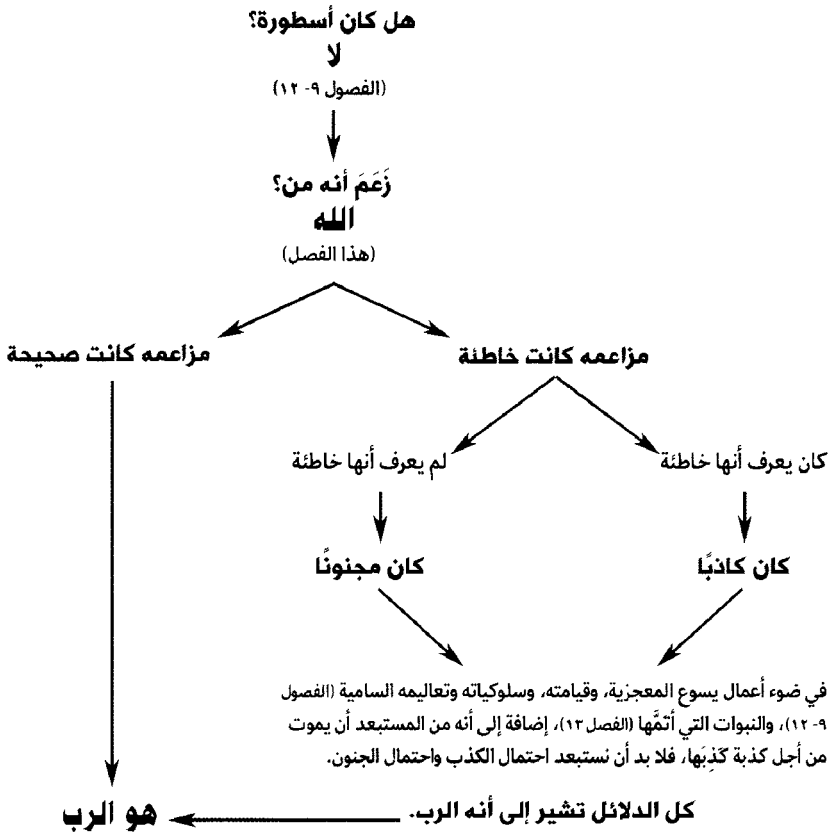 هل كان أسطورة؟
لا
(الفصول ٩- ١٢)
زَعَمَ أنه من؟
الله
(هذا الفصل)
مزاعمه كانت خاطئة
مزاعمه كانت صحيحة
كان يعرف أنها خاطئة
لم يعرف أنها خاطئة
كان كاذبًا
كان مجنونًا
في ضوء أعمال يسوع المعجزية، وقيامته، وسلوكياته وتعاليمه السامية (الفصول
٩- ١٢)، والنبوات التي أتمَّها (الفصل ١٣)، إضافة إلى أنه من المستبعد أن يموت
من أجل كذبة كَذِبَها، فلا بد أن نستبعد احتمال الكذب واحتمال الجنون.
كل الدلائل تشير إلى أنه الرب.
هو الرب